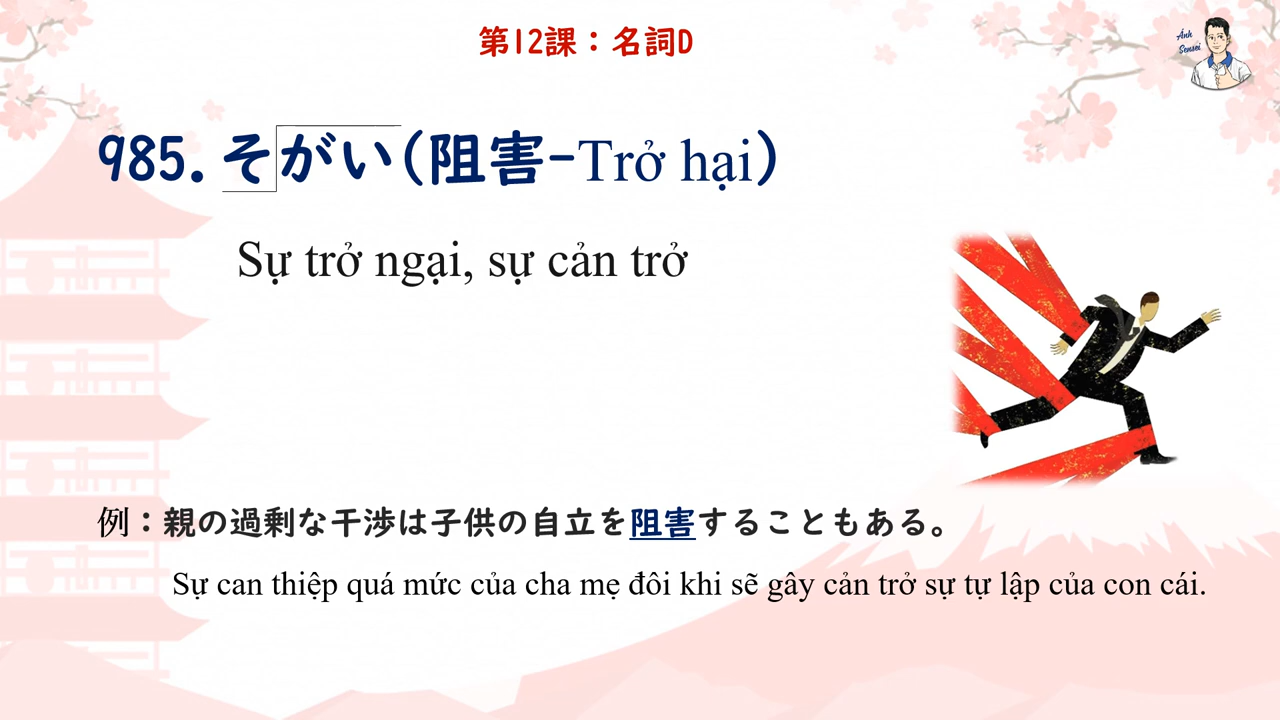 第12課：名詞D
Ánh
Sensei
985. そがい(阻害-Trở hại)
Sự trở ngại, sự cản trở
例：親の過剰な干渉は子供の自立を阻害することもある。
Sự can thiệp quá mức của cha mẹ đôi khi sẽ gây cản trở sự tự lập của con cái.